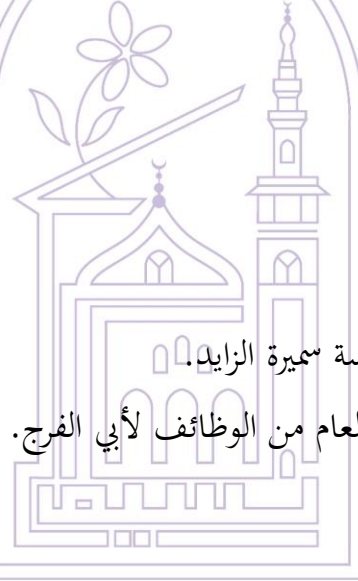 سة سميرة الزايد.
لعام من الوظائف لأبي الفرج.